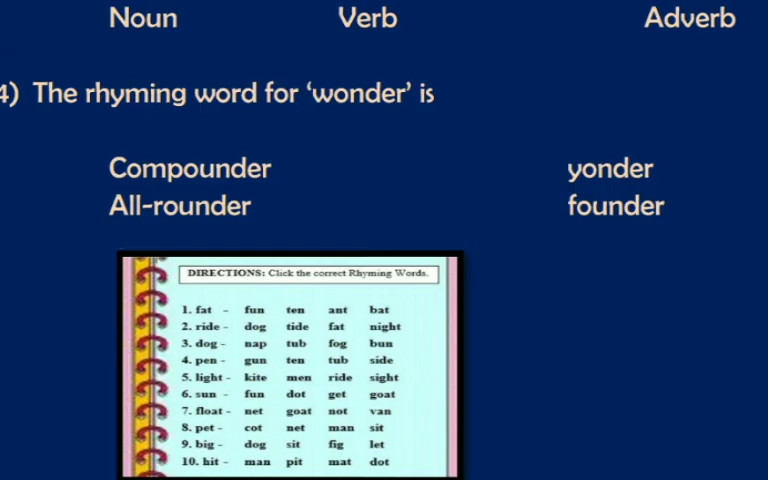 Noun Verb Adverb
4) The rhyming word for ‘wonder’ is
Compounder yonder
All-rounder founder
DIRECTIONS: Click the correct Rhyming Words.
1. fat - fun ten ant bat
2. ride - dog tide fat night
3. dog - nap tub fog bun
4. pen - gun ten tub side
5. light - kite men ride sight
6. sun - fun dot get goat
7. float - net goat not van
8. pet - cot net man sit
9. big - dog sit fig let
10. hit - man pit mat dot